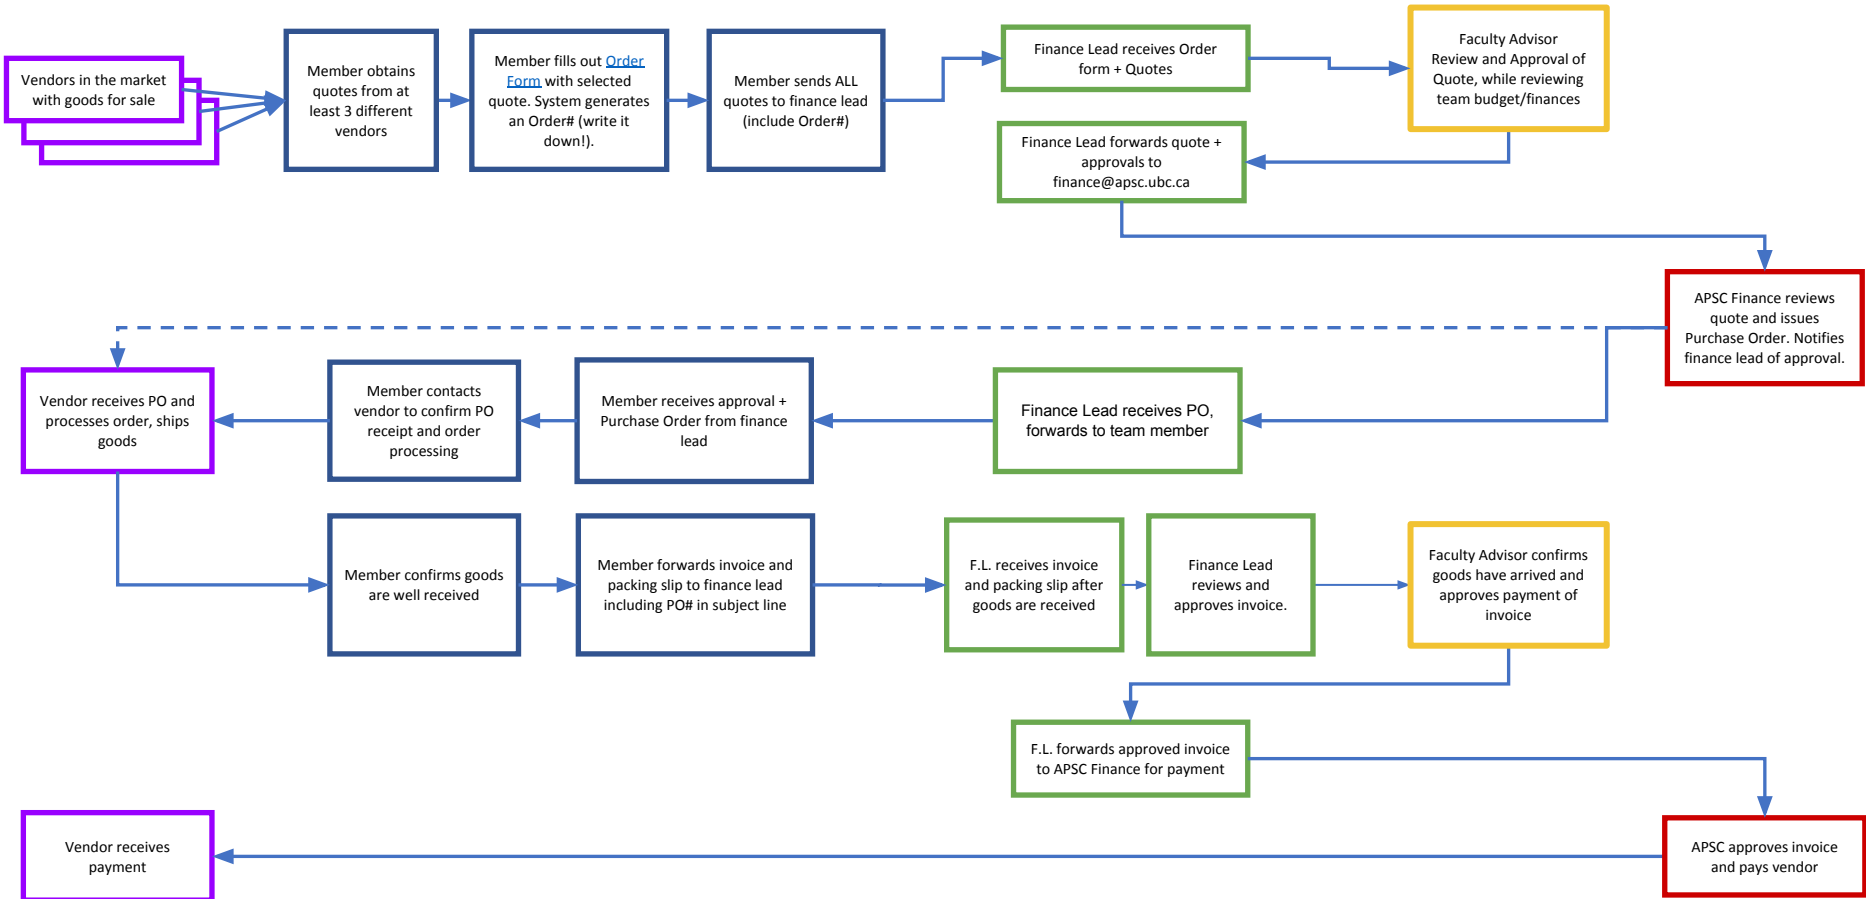 Vendors in the market
with goods for sale
Member obtains
quotes from at
least 3 different
vendors
Member fills out Order
Form with selected
quote. System generates
an Order# (write it
down!).
Member sends ALL
quotes to finance lead
(include Order#)
Finance Lead receives Order
form + Quotes
Faculty Advisor
Review and Approval of
Quote, while reviewing
team budget/finances
Finance Lead forwards quote +
approvals to
finance@apsc.ubc.ca
APSC Finance reviews
quote and issues
Purchase Order. Notifies
finance lead of approval.
Vendor receives PO and
processes order, ships
goods
Member contacts
vendor to confirm PO
receipt and order
processing
Member receives approval +
Purchase Order from finance
lead
Finance Lead receives PO,
forwards to team member
Member confirms goods
are well received
Member forwards invoice and
packing slip to finance lead
including PO# in subject line
F.L. receives invoice
and packing slip after
goods are received
Finance Lead
reviews and
approves invoice.
Faculty Advisor confirms
goods have arrived and
approves payment of
invoice
F.L. forwards approved invoice
to APSC Finance for payment
Vendor receives
payment
APSC approves invoice
and pays vendor